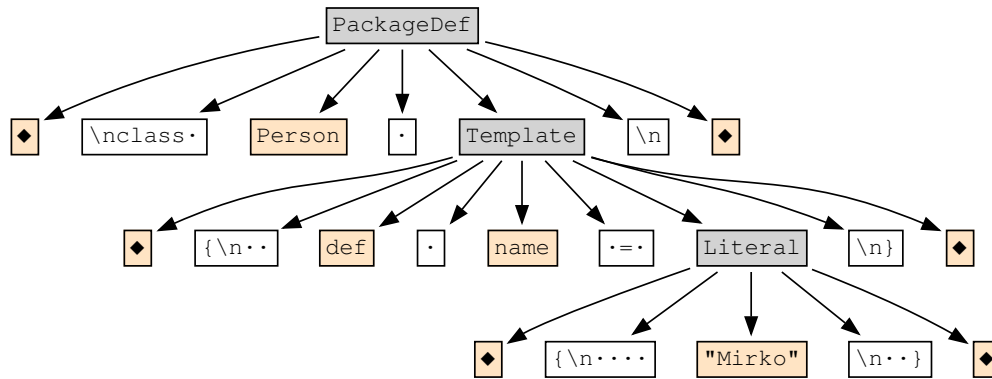 PackageDef
◆ \nclass· Person · Template \n ◆
◆ {\n·· def · name ·=· Literal \n} ◆
◆ {\n···· "Mirko" \n··} ◆